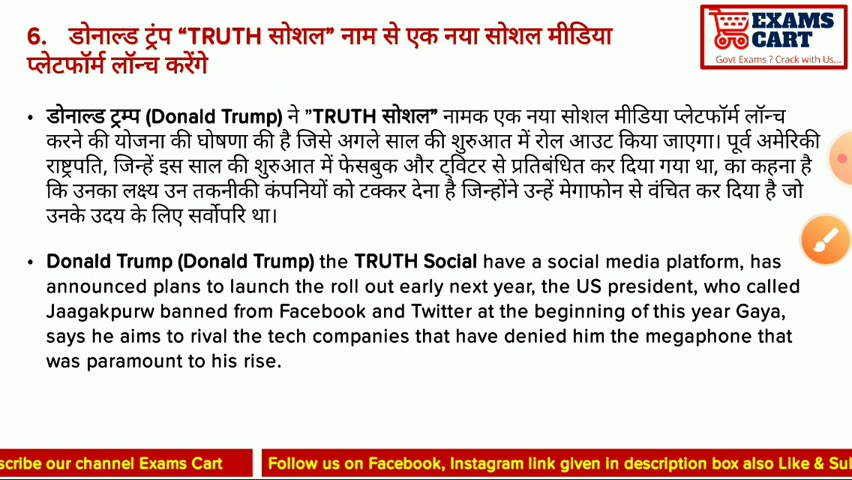 6. डोनाल्ड ट्रंप “TRUTH सोशल” नाम से एक नया सोशल मीडिया
प्लेटफॉर्म लॉन्च करेंगे
EXAMS
CART
Govt Exams ? Crack with Us...
• डोनाल्ड ट्रम्प (Donald Trump) ने ”TRUTH सोशल” नामक एक नया सोशल मीडिया प्लेटफॉर्म लॉन्च
करने की योजना की घोषणा की है जिसे अगले साल की शुरुआत में रोल आउट किया जाएगा। पूर्व अमेरिकी
राष्ट्रपति, जिन्हें इस साल की शुरुआत में फेसबुक और ट्विटर से प्रतिबंधित कर दिया गया था, का कहना है
कि उनका लक्ष्य उन तकनीकी कंपनियों को टक्कर देना है जिन्होंने उन्हें मेगाफोन से वंचित कर दिया है जो
उनके उदय के लिए सर्वोपरि था।
• Donald Trump (Donald Trump) the TRUTH Social have a social media platform, has
announced plans to launch the roll out early next year, the US president, who called
Jaagakpurw banned from Facebook and Twitter at the beginning of this year Gaya,
says he aims to rival the tech companies that have denied him the megaphone that
was paramount to his rise.
scribe our channel Exams Cart
Follow us on Facebook, Instagram link given in description box also Like & Sub